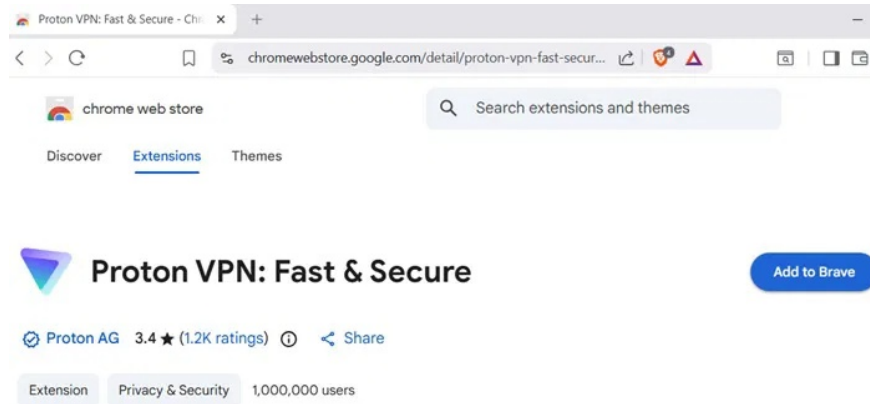 Proton VPN: Fast & Secure - Chr
chromewebstore.google.com/detail/proton-vpn-fast-secur...
4
chrome web store
Search extensions and themes
Discover Extensions Themes
Proton VPN: Fast & Secure
Add to Brave
Proton AG 3.4 ★ (1.2K ratings) Share
Extension Privacy & Security 1,000,000 users